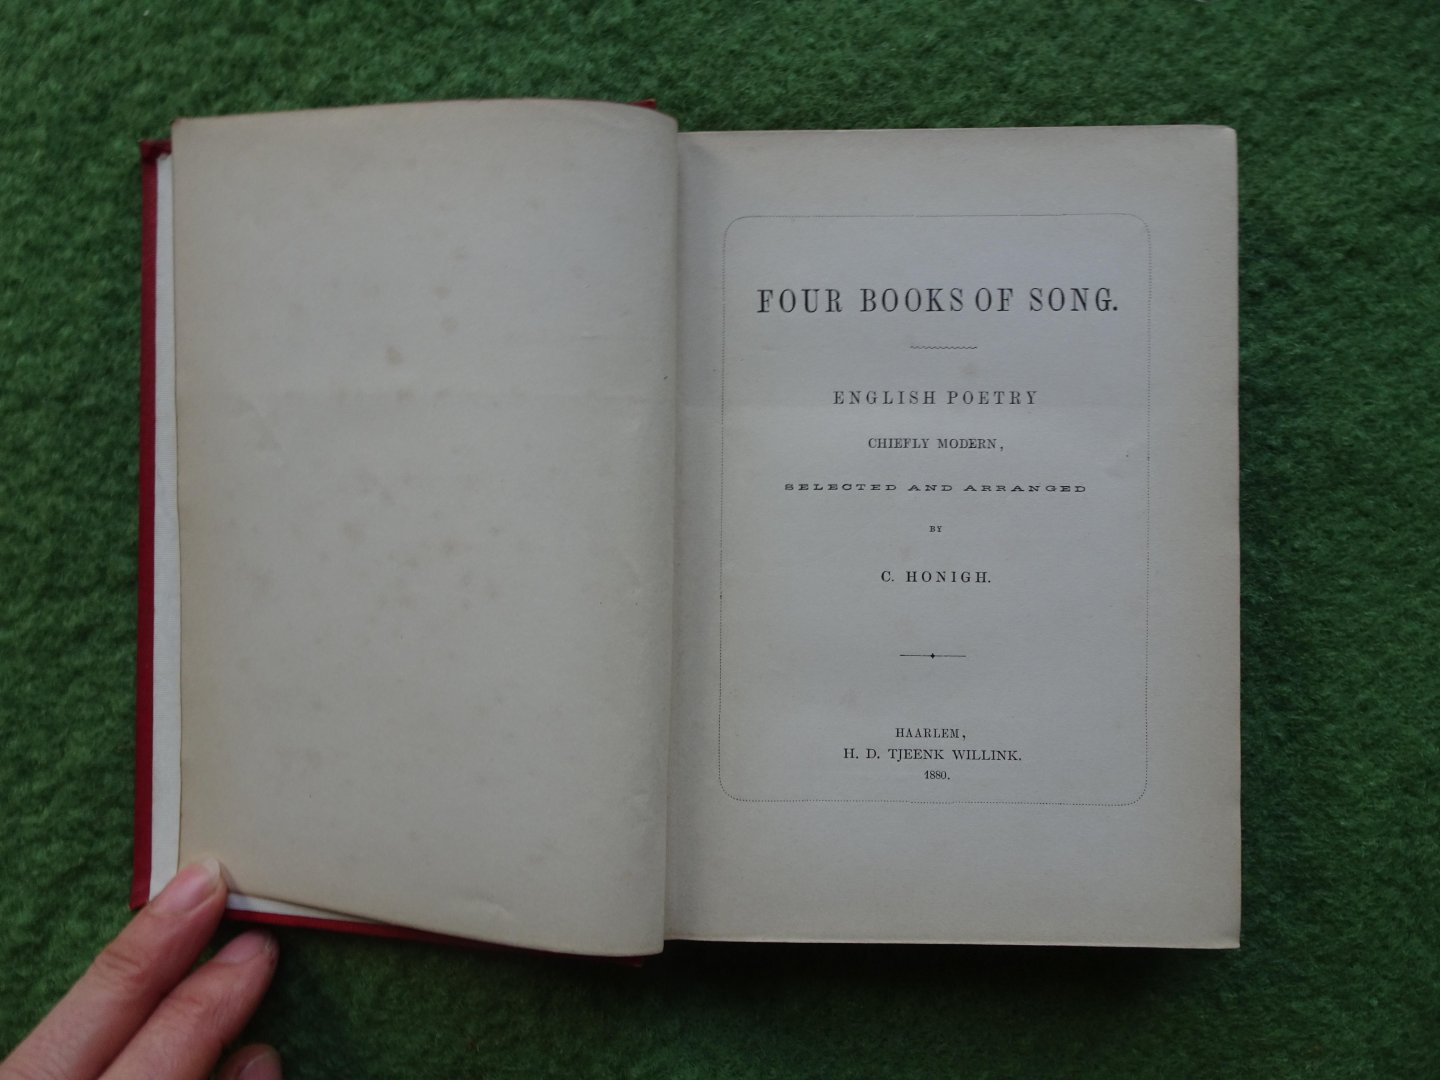 FOUR BOOKS OF SONG.
ENGLISH POETRY
CHIEFLY MODERN,
SELECTED AND ARRANGED
BY
C. HONIGH.
HAARLEM,
H. D. TJEENK WILLINK.
1880.